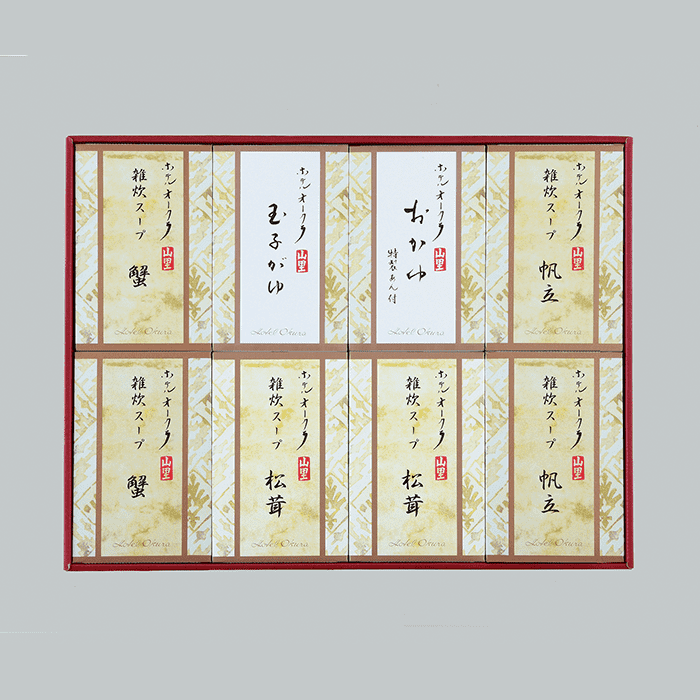 ホテルオークラ
山里
雑炊スープ
蟹
Hotel Okura
ホテルオークラ
山里
玉子がゆ
Hotel Okura
ホテルオークラ
山里
おかゆ
特製あん付
Hotel Okura
ホテルオークラ
山里
雑炊スープ
帆立
Hotel Okura
ホテルオークラ
山里
雑炊スープ
蟹
Hotel Okura
ホテルオークラ
山里
雑炊スープ
松茸
Hotel Okura
ホテルオークラ
山里
雑炊スープ
松茸
Hotel Okura
ホテルオークラ
山里
雑炊スープ
帆立
Hotel Okura